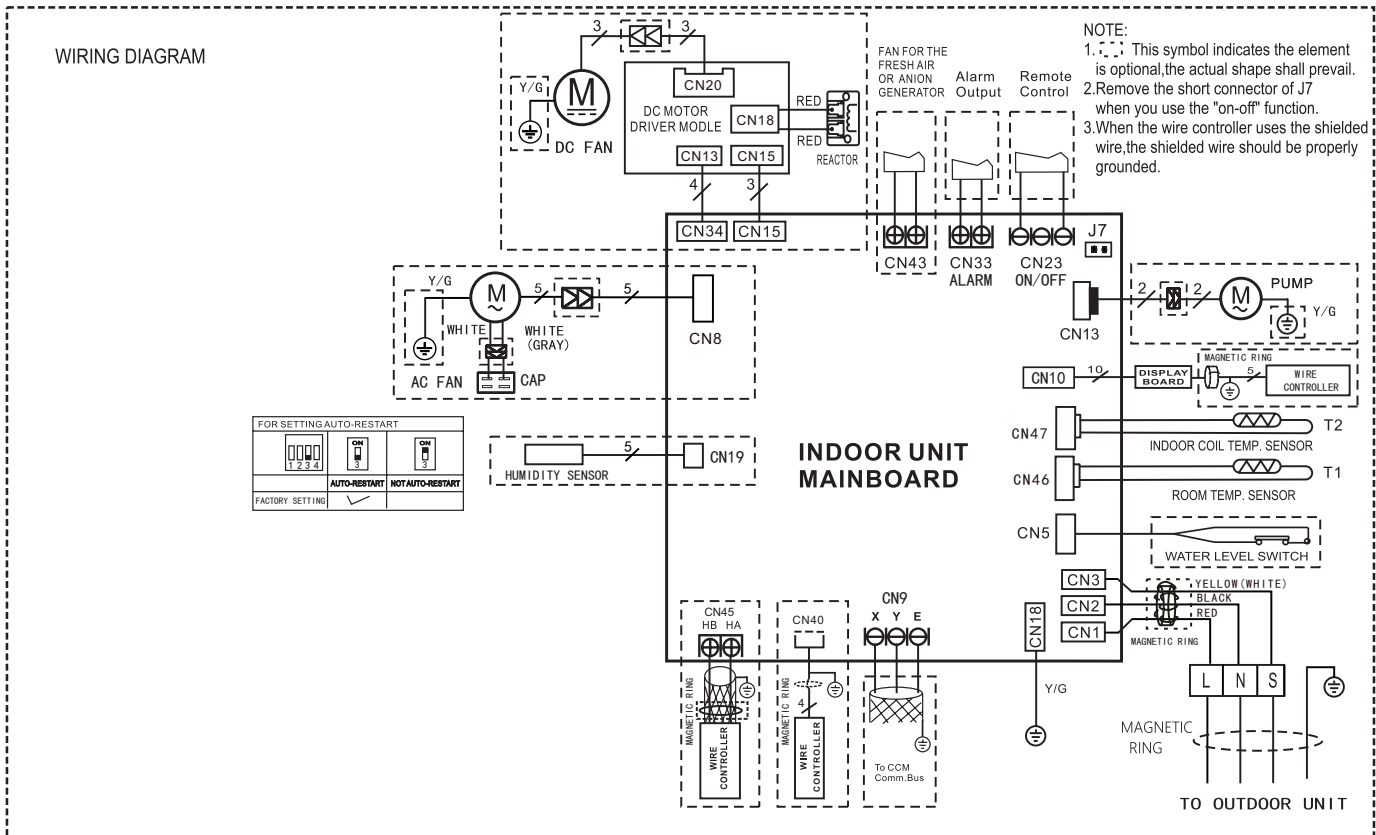 WIRING DIAGRAM
NOTE:
1. This symbol indicates the element
is optional,the actual shape shall prevail.
2.Remove the short connector of J7
when you use the "on-off" function.
3.When the wire controller uses the shielded
wire,the shielded wire should be properly
grounded.
3
3
Y/G
M
DC FAN
CN20
DC MOTOR
DRIVER MODLE
CN18
RED
RED
REACTOR
CN13
CN15
4
3
CN34
CN15
FAN FOR THE
FRESH AIR
OR ANION
GENERATOR
Alarm
Output
Remote
Control
CN43
CN33
ALARM
CN23
ON/OFF
J7
Y/G
M
~
5
5
WHITE
WHITE
(GRAY)
AC FAN
CAP
CN8
CN13
2
2
M
~
PUMP
Y/G
CN10
10
DISPLAY
BOARD
MAGNETIC RING
5
WIRE
CONTROLLER
FOR SETTING AUTO-RESTART
1 2 3 4
ON
3
ON
3
AUTO-RESTART
NOT AUTO-RESTART
FACTORY SETTING
HUMIDITY SENSOR
5
CN19
INDOOR UNIT
MAINBOARD
CN47
T2
INDOOR COIL TEMP. SENSOR
CN46
T1
ROOM TEMP. SENSOR
CN5
WATER LEVEL SWITCH
CN3
YELLOW(WHITE)
CN2
BLACK
CN1
RED
MAGNETIC RING
CN18
Y/G
L N S
MAGNETIC
RING
TO OUTDOOR UNIT
CN45
HB HA
MAGNETIC RING
WIRE
CONTROLLER
CN40
MAGNETIC RING
4
WIRE
CONTROLLER
CN9
X Y E
To CCM
Comm.Bus